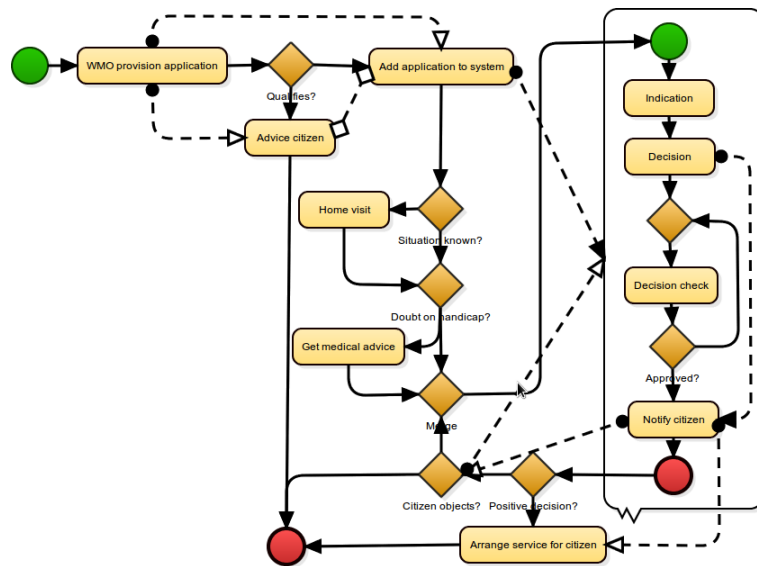 WMO provision application
Qualifies?
Add application to system
Advice citizen
Indication
Decision
Home visit
Situation known?
Decision check
Doubt on handicap?
Get medical advice
Approved?
Merge
Notify citizen
Citizen objects?
Positive decision?
Arrange service for citizen